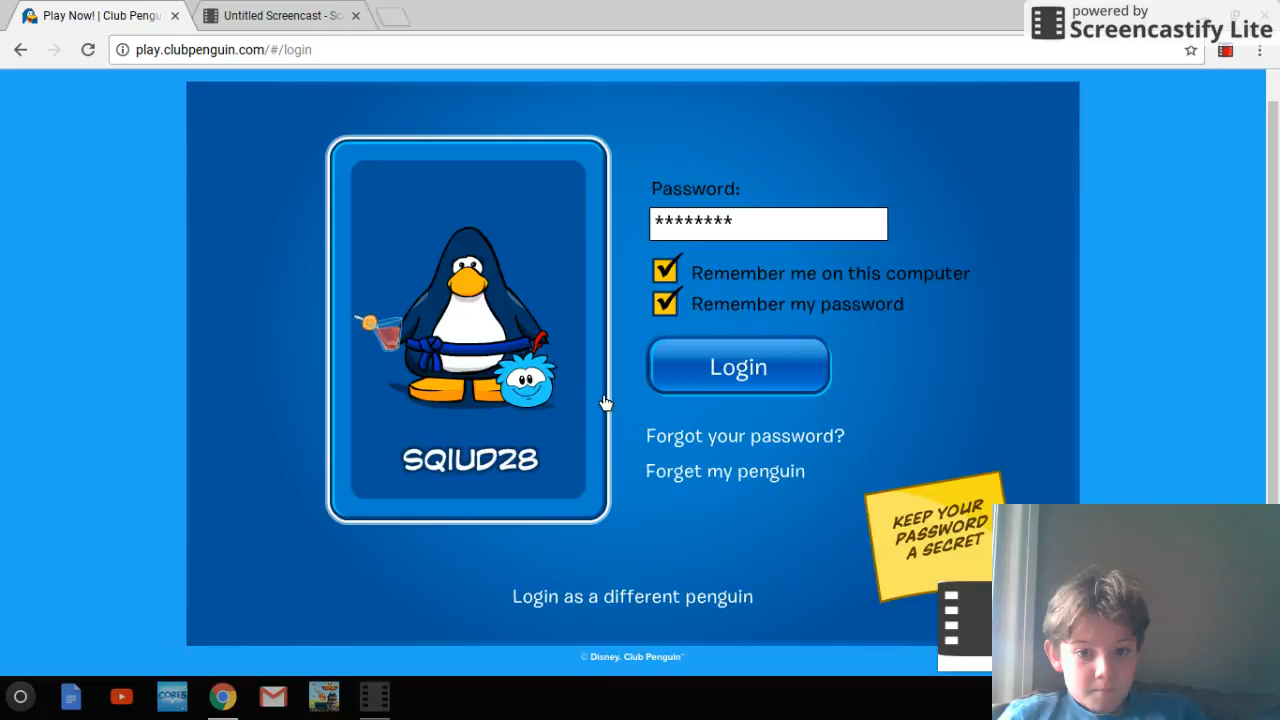 Play Now! | Club Pengu
Untitled Screencast - Sc
powered by
Screencastify Lite
play.clubpenguin.com/#/login
Password:
********
Remember me on this computer
Remember my password
Login
Forgot your password?
Forget my penguin
SQIUD28
KEEP YOUR
PASSWORD
A SECRET
Login as a different penguin
© Disney. Club Penguin™
CORE5